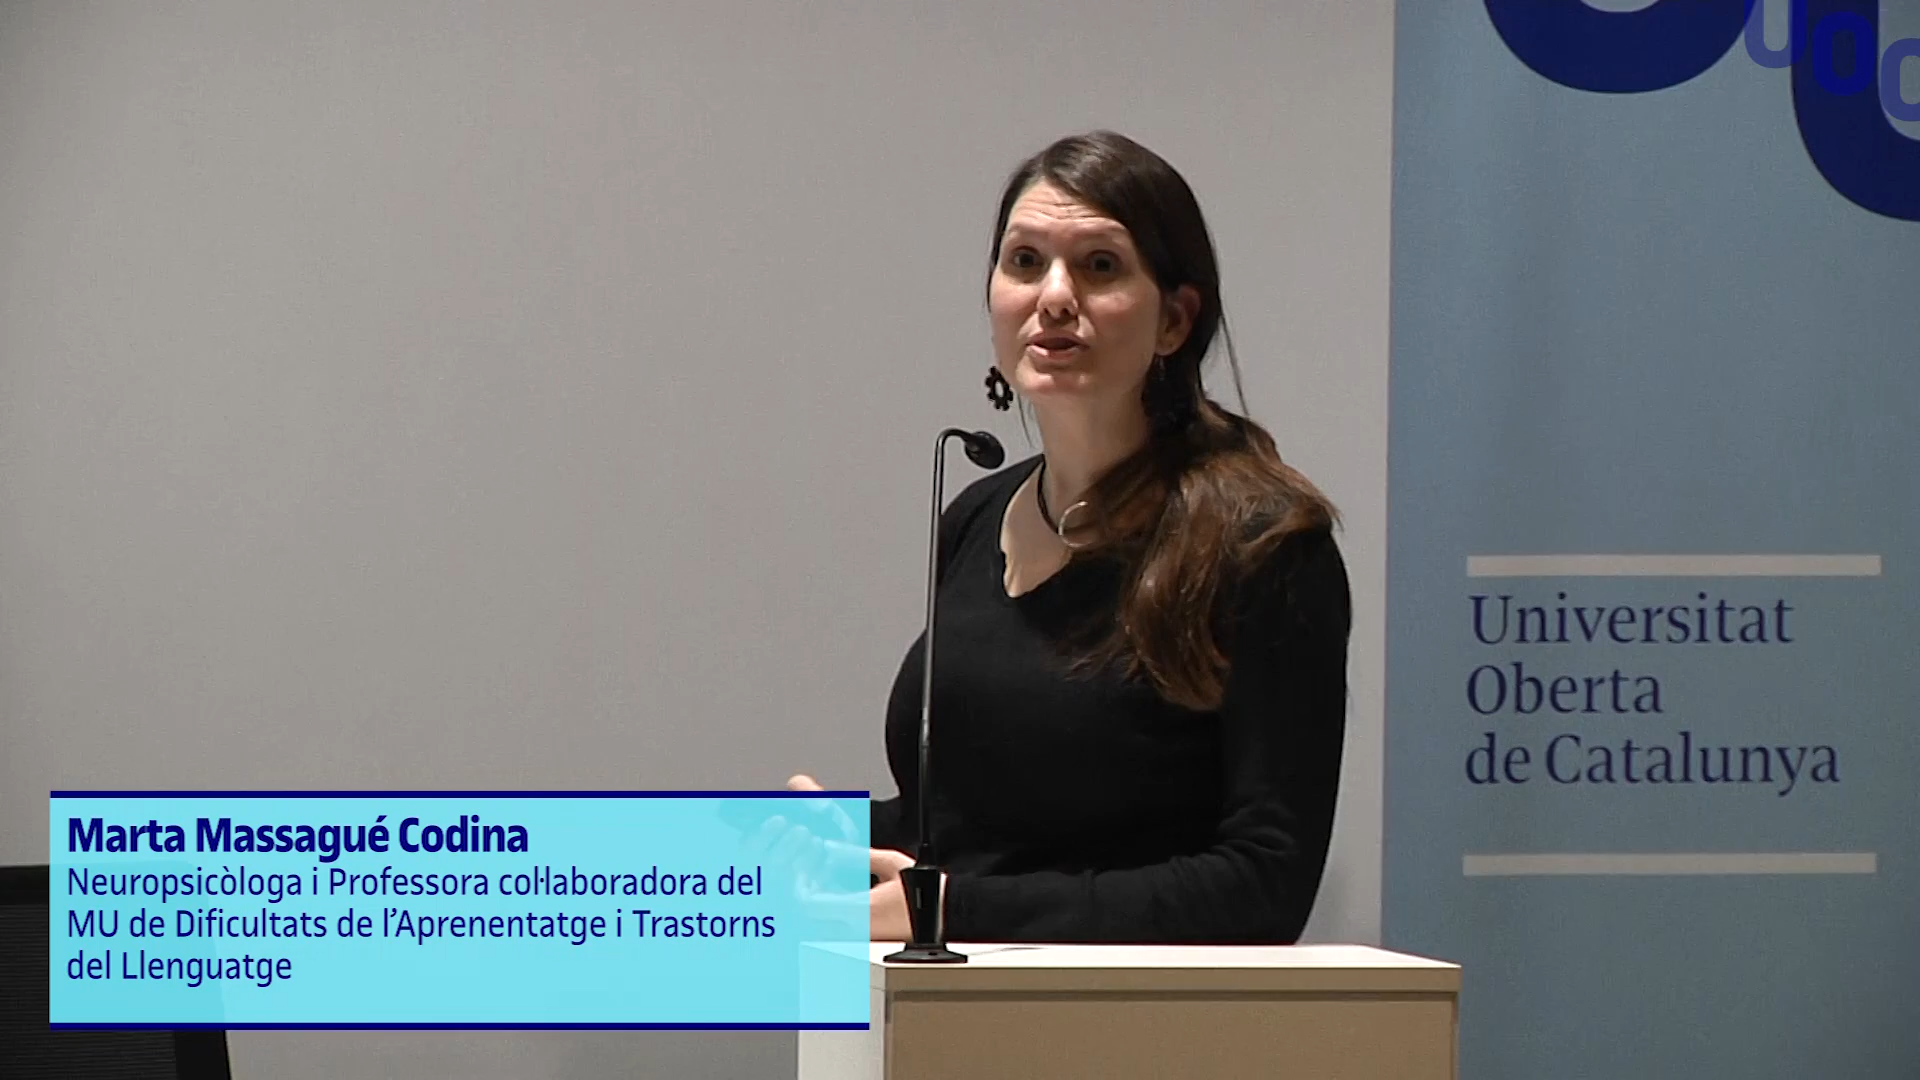 UOC
Universitat
Oberta
de Catalunya
Marta Massagué Codina
Neuropsicòloga i Professora col·laboradora del
MU de Dificultats de l’Aprenentatge i Trastorns
del Llenguatge